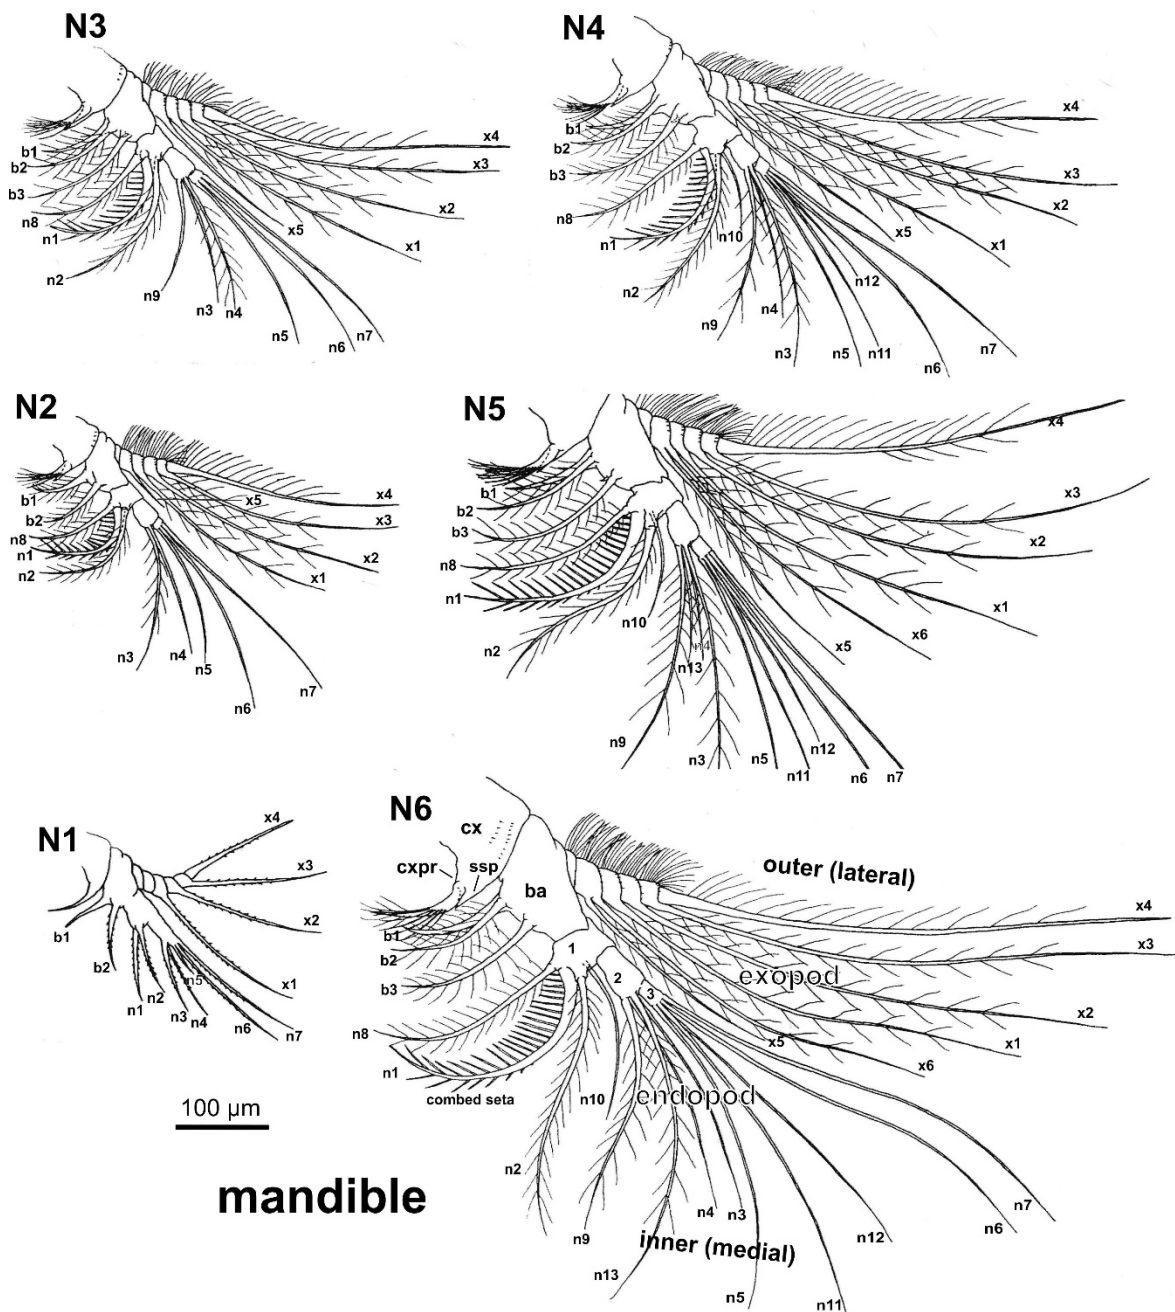 N3
x4
x3
x2
x1
x5
b1
b2
b3
n8
n1
n2
n9
n3
n4
n5
n6
n7
N4
x4
x3
x2
x1
x5
b1
b2
b3
n8
n1
n10
n2
n9
n4
n3
n12
n5
n11
n6
n7
N2
x5
x4
x3
x2
x1
b1
b2
n8
n1
n2
n3
n4
n5
n6
n7
N5
x4
x3
x2
x1
x6
x5
b1
b2
b3
n8
n1
n2
n10
n4
n13
n9
n3
n5
n12
n11
n6
n7
N1
x4
x3
x2
x1
b1
b2
n1
n2
n5
n3
n4
n6
n7
N6
cx
cxpr
ssp
ba
outer (lateral)
x4
x3
x2
x1
x6
x5
exopod
b1
b2
b3
1
2
3
n8
n1
combed seta
n10
endopod
n2
n9
n13
n4
n3
n5
n12
n11
n6
n7
inner (medial)
100 µm
mandible